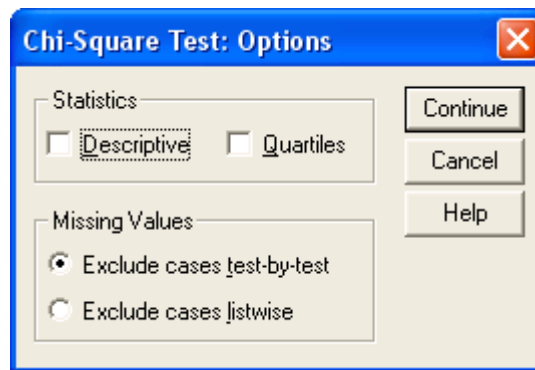 Chi-Square Test: Options
Statistics
Descriptive
Quartiles
Missing Values
Exclude cases test-by-test
Exclude cases listwise
Continue
Cancel
Help